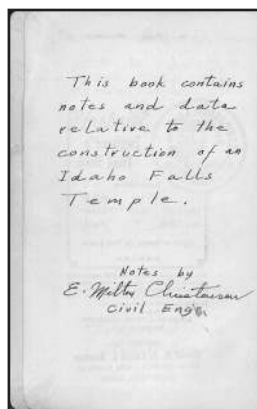 This book contains
notes and data
relative to the
construction of an
Idaho Falls
Temple.
Notes by
E. Milton Christensen
Civil Engr